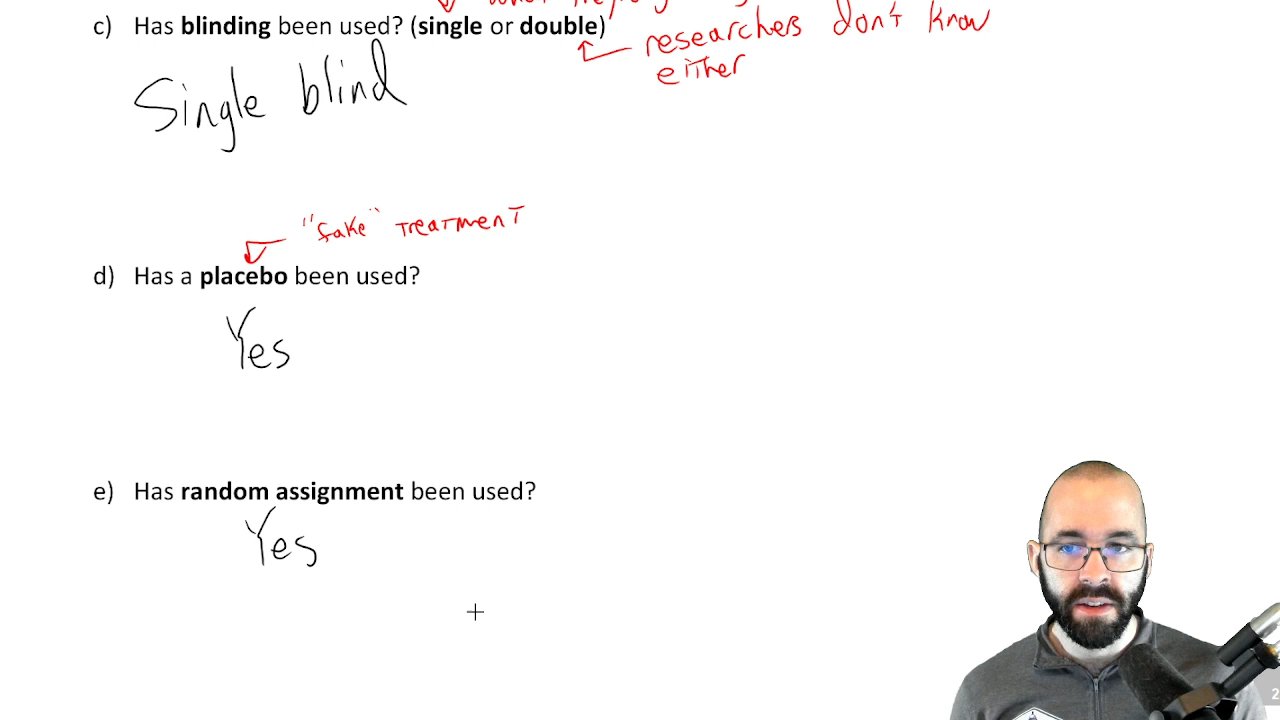 c) Has blinding been used? (single or double)
researchers don't know
either
Single blind
"fake" treatment
d) Has a placebo been used?
Yes
e) Has random assignment been used?
Yes
2